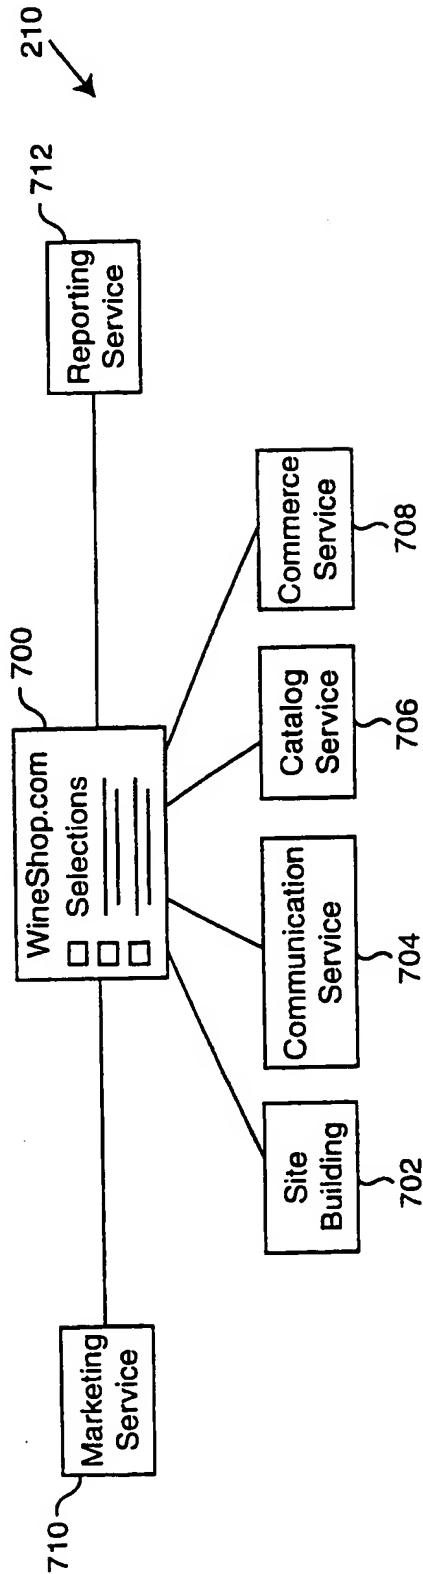 210
712
Reporting
Service
700
WineShop.com
Selections
Marketing
Service
710
Site
Building
702
Communication
Service
704
Catalog
Service
706
Commerce
Service
708